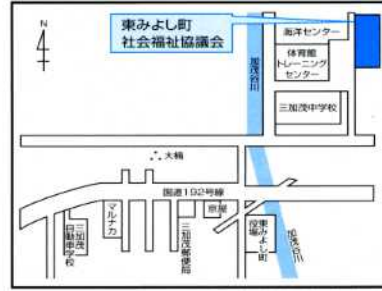 東みよし町
社会福祉協議会
海洋センター
体育館
トレーニング
センター
加茂谷川
三加茂中学校
大楠
国道192号線
マルナカ
京屋
三加茂
自動車学校
三加茂郵便局
東みよし町
役場
加茂谷川
4